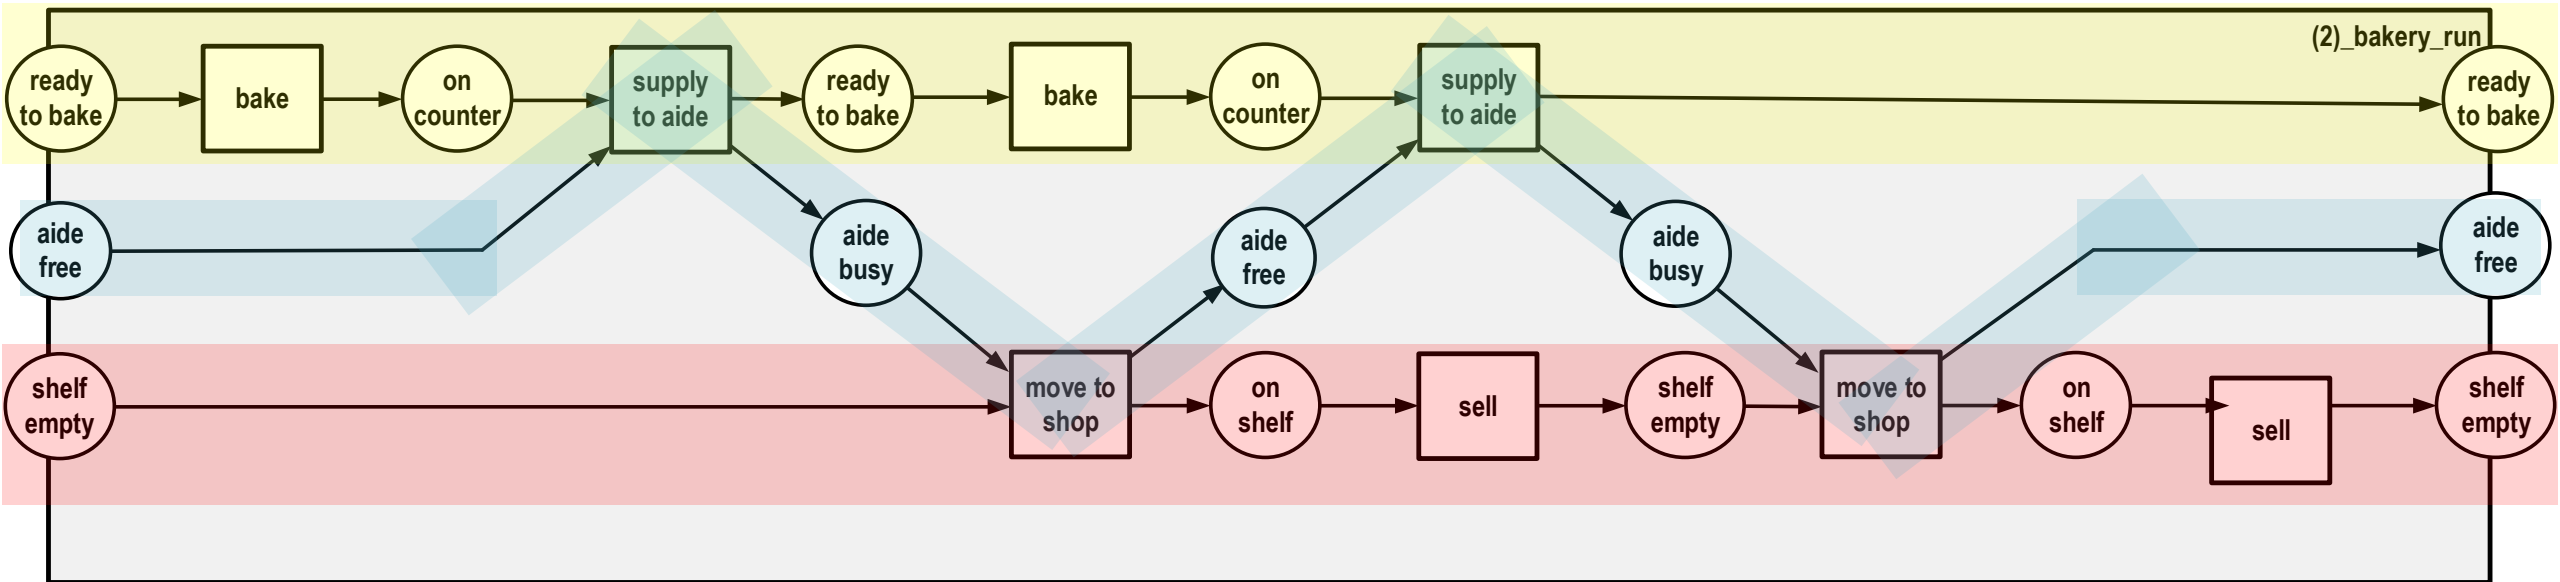 (2)_bakery_run
ready
to bake
bake
on
counter
supply
to aide
ready
to bake
bake
on
counter
supply
to aide
ready
to bake
aide
free
aide
busy
aide
free
aide
busy
aide
free
shelf
empty
move to
shop
on
shelf
sell
shelf
empty
move to
shop
on
shelf
sell
shelf
empty